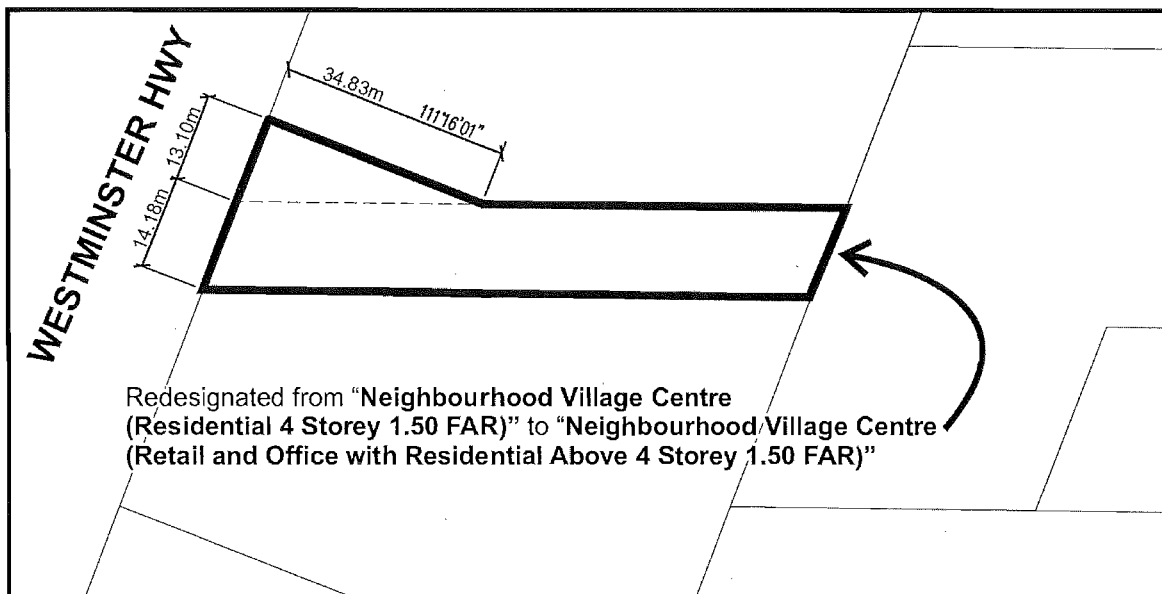 WESTMINSTER HWY
34.83m
111°16'01"
13.10m
14.18m
Redesignated from “Neighbourhood Village Centre
(Residential 4 Storey 1.50 FAR)” to “Neighbourhood Village Centre
(Retail and Office with Residential Above 4 Storey 1.50 FAR)”